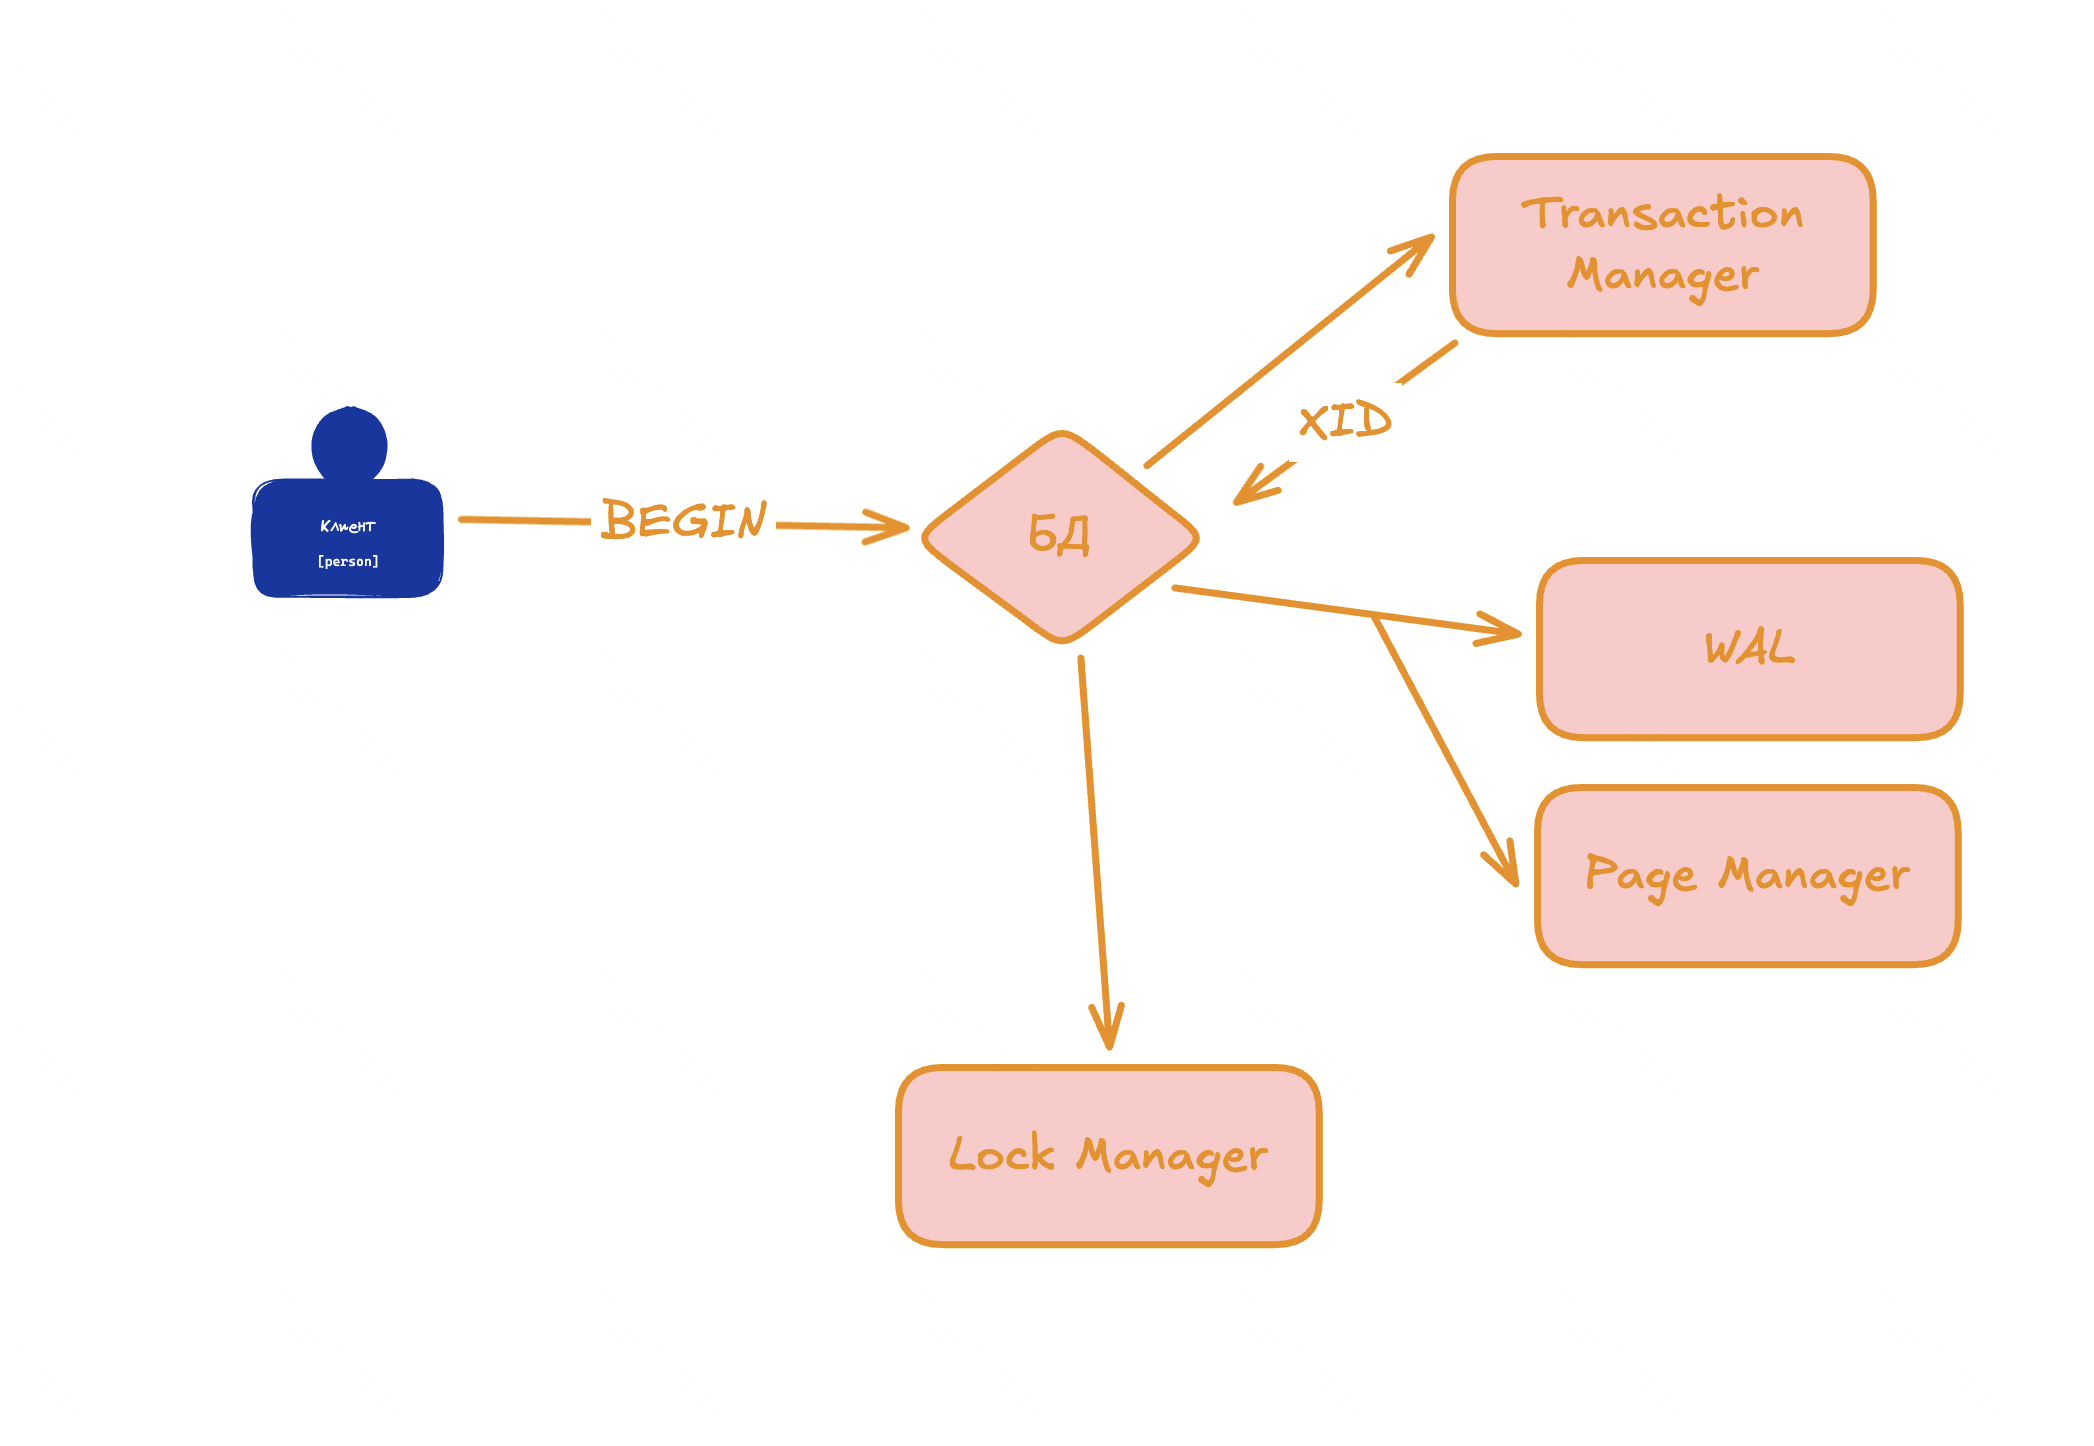 Transaction
Manager
XID
Клиент
[person]
BEGIN
БД
WAL
Page Manager
Lock Manager